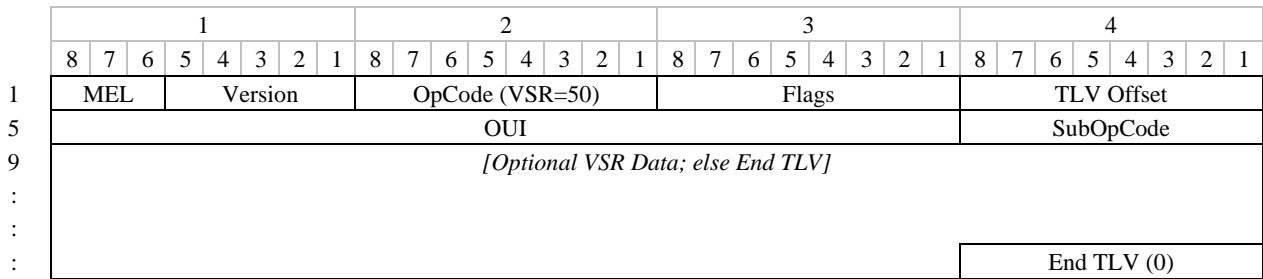 1 2 3 4
8 7 6 5 4 3 2 1 8 7 6 5 4 3 2 1 8 7 6 5 4 3 2 1 8 7 6 5 4 3 2 1
1 MEL Version OpCode (VSR=50) Flags TLV Offset
5 OUI SubOpCode
9 [Optional VSR Data; else End TLV]
:
:
: End TLV (0)